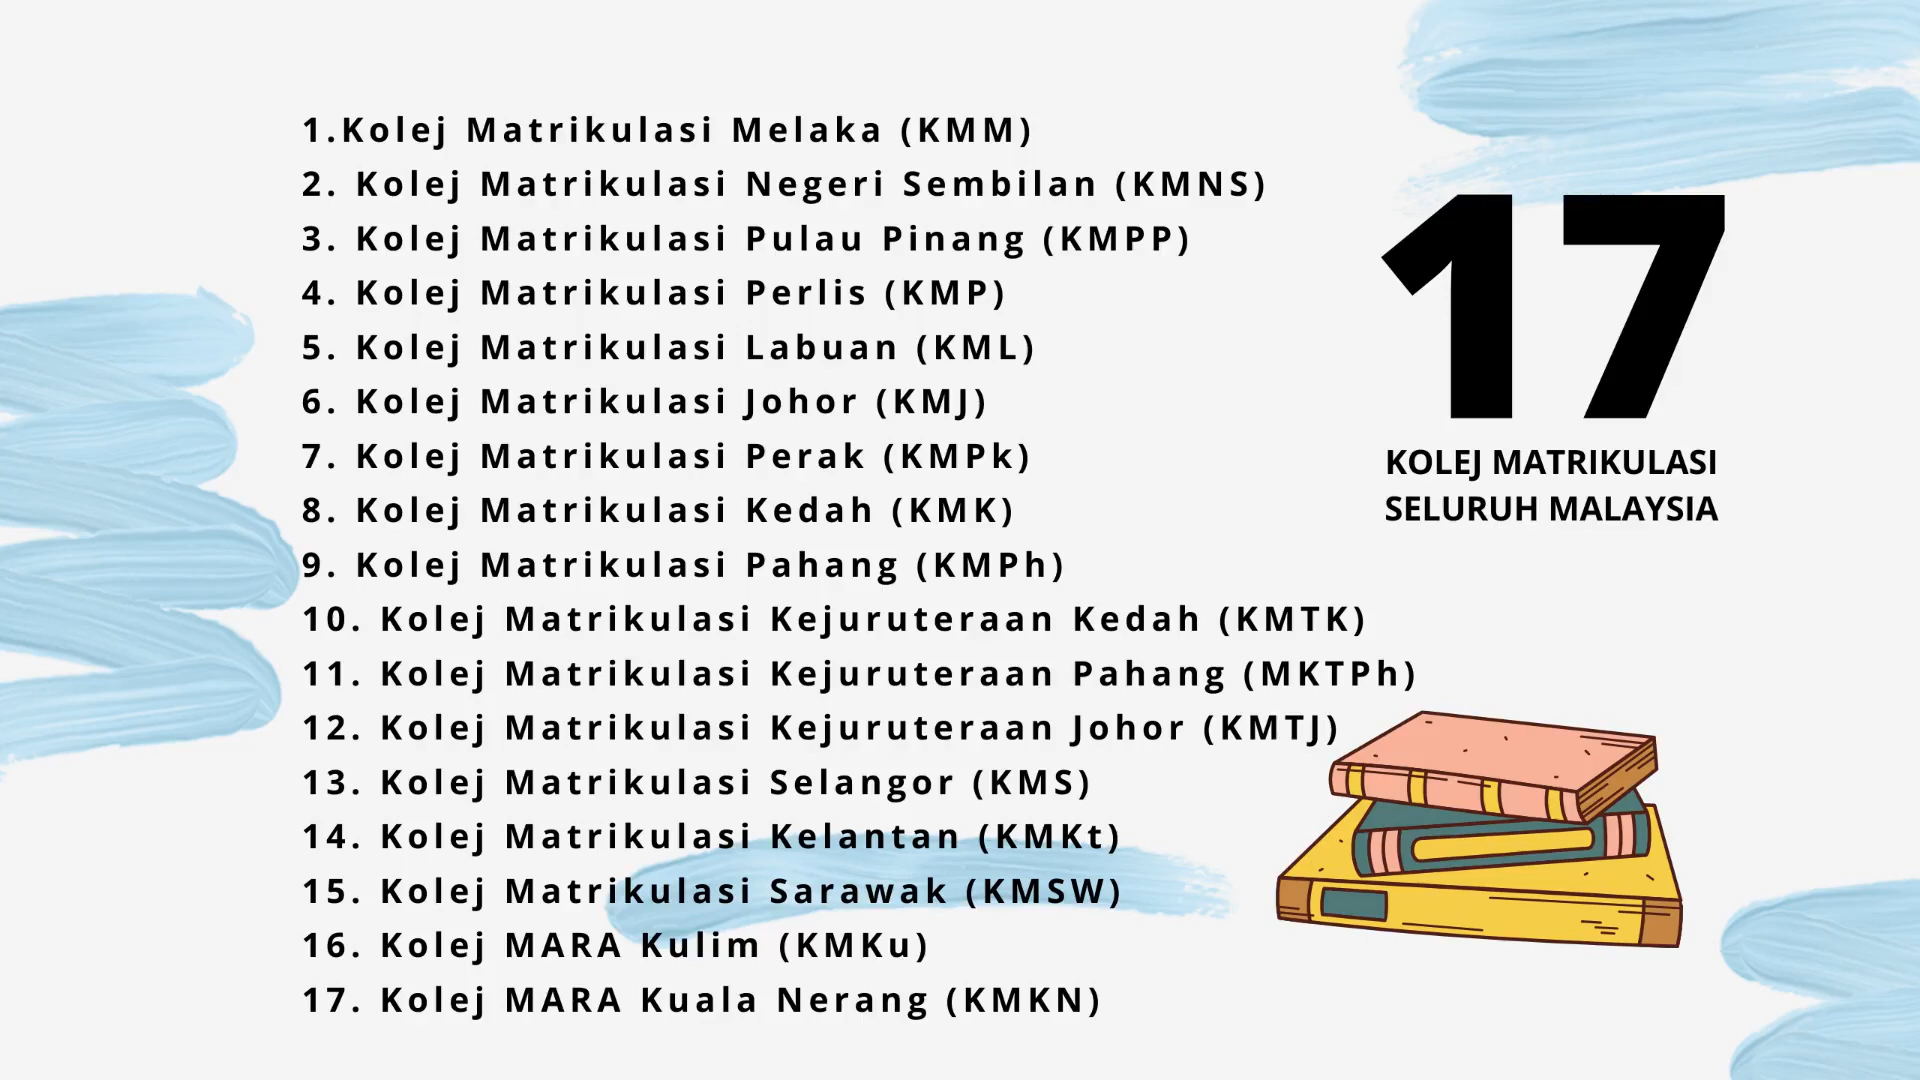 1.Kolej Matrikulasi Melaka (KMM)
2. Kolej Matrikulasi Negeri Sembilan (KMNS)
3. Kolej Matrikulasi Pulau Pinang (KMPP)
4. Kolej Matrikulasi Perlis (KMP)
5. Kolej Matrikulasi Labuan (KML)
6. Kolej Matrikulasi Johor (KMJ)
7. Kolej Matrikulasi Perak (KMPk)
8. Kolej Matrikulasi Kedah (KMK)
9. Kolej Matrikulasi Pahang (KMPh)
10. Kolej Matrikulasi Kejuruteraan Kedah (KMTK)
11. Kolej Matrikulasi Kejuruteraan Pahang (MKTPh)
12. Kolej Matrikulasi Kejuruteraan Johor (KMTJ)
13. Kolej Matrikulasi Selangor (KMS)
14. Kolej Matrikulasi Kelantan (KMKt)
15. Kolej Matrikulasi Sarawak (KMSW)
16. Kolej MARA Kulim (KMKu)
17. Kolej MARA Kuala Nerang (KMKN)
17
KOLEJ MATRIKULASI
SELURUH MALAYSIA